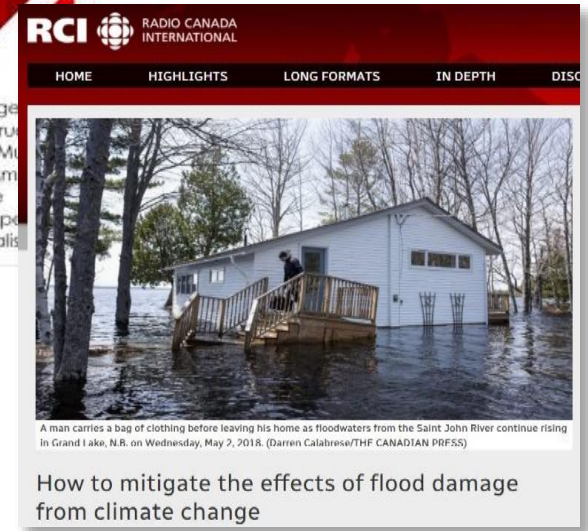 RCI RADIO CANADA
INTERNATIONAL
HOME HIGHLIGHTS LONG FORMATS IN DEPTH
A man carries a bag of clothing before leaving his home as floodwaters from the Saint John River continue rising
in Grand Lake, N.B. on Wednesday, May 2, 2018. (Darren Calabrese/THE CANADIAN PRESS)
How to mitigate the effects of flood damage
from climate change